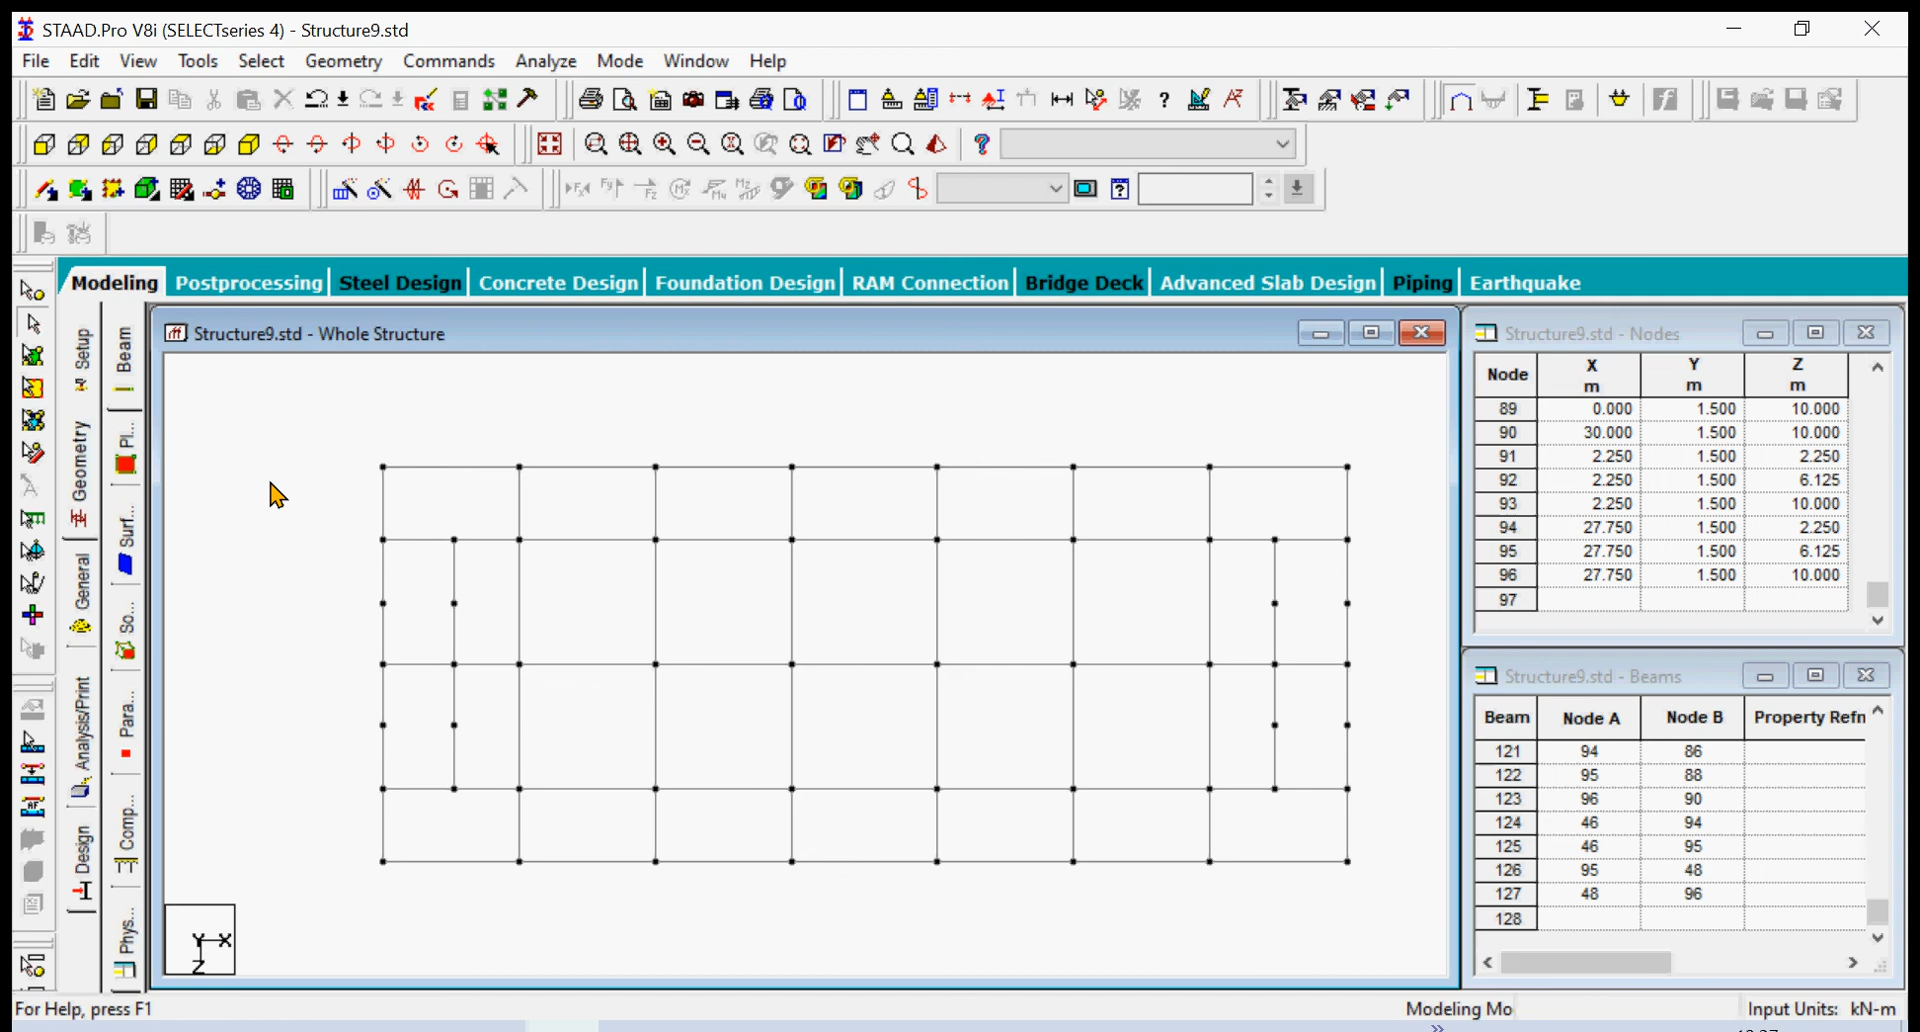 STAAD.Pro V8i (SELECTseries 4) - Structure9.std
File Edit View Tools Select Geometry Commands Analyze Mode Window Help
Modeling Postprocessing Steel Design Concrete Design Foundation Design RAM Connection Bridge Deck Advanced Slab Design Piping Earthquake
Setup
Geometry
General
Analysis/Print
Design
Beam
Pl...
Surf...
So...
Para...
Comp...
Phys...
Structure9.std - Whole Structure
Y X
Z
Structure9.std - Nodes
Node X m Y m Z m
89 0.000 1.500 10.000
90 30.000 1.500 10.000
91 2.250 1.500 2.250
92 2.250 1.500 6.125
93 2.250 1.500 10.000
94 27.750 1.500 2.250
95 27.750 1.500 6.125
96 27.750 1.500 10.000
97
Structure9.std - Beams
Beam Node A Node B Property Refn
121 94 86
122 95 88
123 96 90
124 46 94
125 46 95
126 95 48
127 48 96
128
For Help, press F1
Modeling Mo
Input Units: kN-m